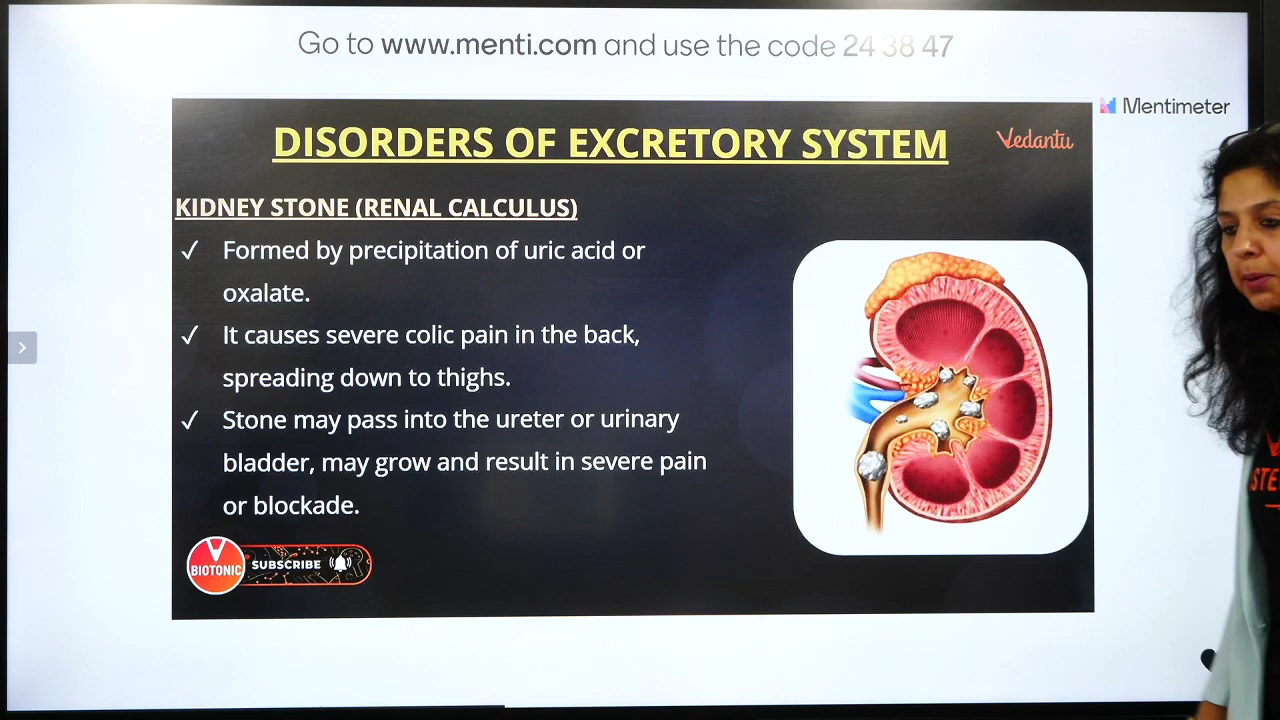 Go to www.menti.com and use the code 24 38 47
Mentimeter
DISORDERS OF EXCRETORY SYSTEM
Vedantu
KIDNEY STONE (RENAL CALCULUS)
✓ Formed by precipitation of uric acid or
oxalate.
✓ It causes severe colic pain in the back,
spreading down to thighs.
✓ Stone may pass into the ureter or urinary
bladder, may grow and result in severe pain
or blockade.
BIOTONIC
SUBSCRIBE